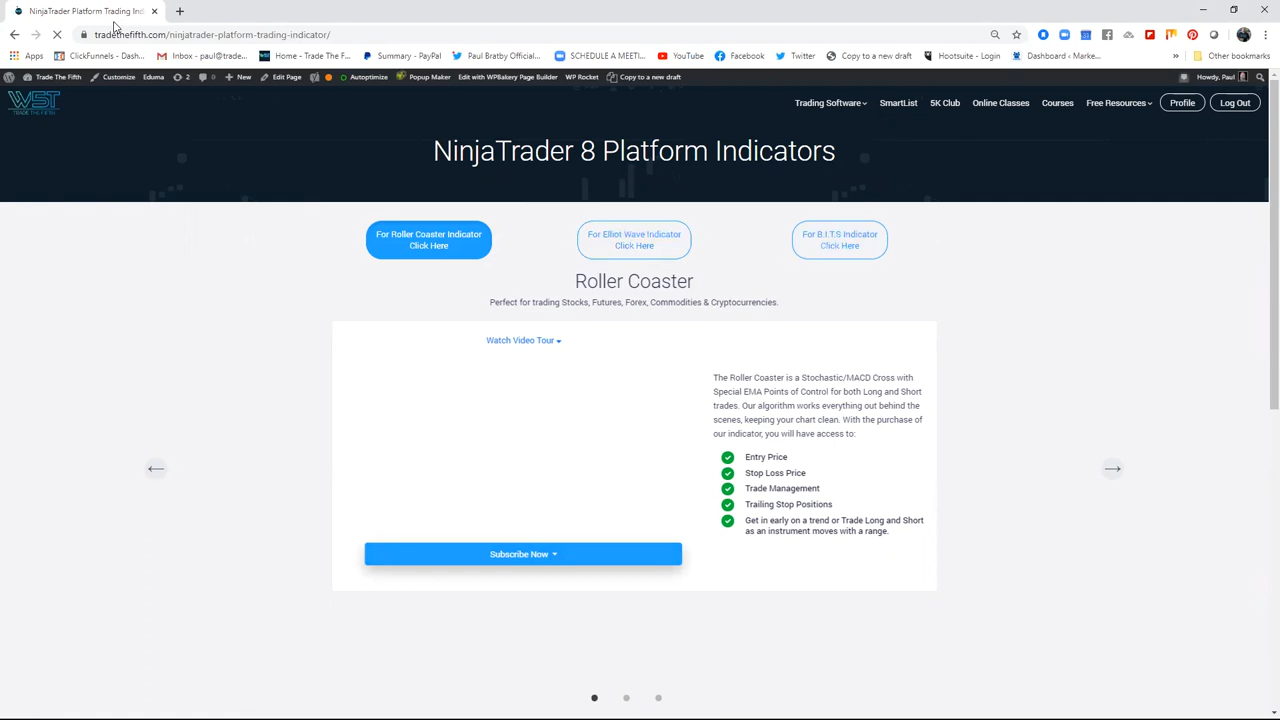 NinjaTrader Platform Trading Ind
tradethefifth.com/ninjatrader-platform-trading-indicator/
Apps ClickFunnels - Dash... Inbox - paul@trade... Home - Trade The F... Summary - PayPal Paul Bratby Official... SCHEDULE A MEETI... YouTube Facebook Twitter Copy to a new draft Hootsuite - Login Dashboard ‹ Marke... » Other bookmarks
Trade The Fifth Customize Eduma 2 0 New Edit Page Autoptimize Popup Maker Edit with WPBakery Page Builder WP Rocket Copy to a new draft Howdy, Paul
WST
TRADE THE FIFTH
Trading Software SmartList 5K Club Online Classes Courses Free Resources Profile Log Out
NinjaTrader 8 Platform Indicators
For Roller Coaster Indicator
Click Here
For Elliot Wave Indicator
Click Here
For B.I.T.S Indicator
Click Here
Roller Coaster
Perfect for trading Stocks, Futures, Forex, Commodities & Cryptocurrencies.
Watch Video Tour
The Roller Coaster is a Stochastic/MACD Cross with
Special EMA Points of Control for both Long and Short
trades. Our algorithm works everything out behind the
scenes, keeping your chart clean. With the purchase of
our indicator, you will have access to:
Entry Price
Stop Loss Price
Trade Management
Trailing Stop Positions
Get in early on a trend or Trade Long and Short
as an instrument moves with a range.
Subscribe Now